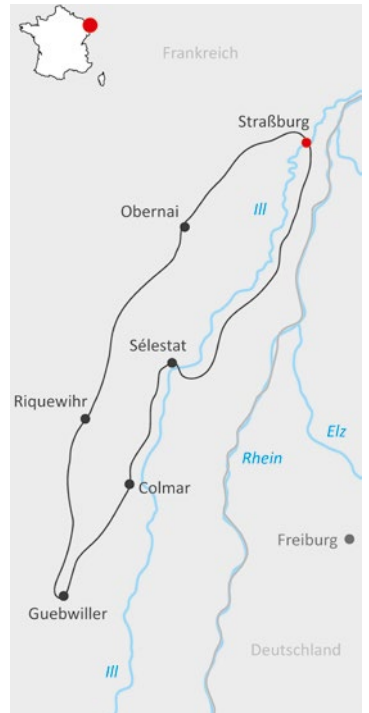 Frankreich
Straßburg
Ill
Obernai
Sélestat
Riquewihr
Elz
Rhein
Colmar
Freiburg
Guebwiller
Deutschland
Ill